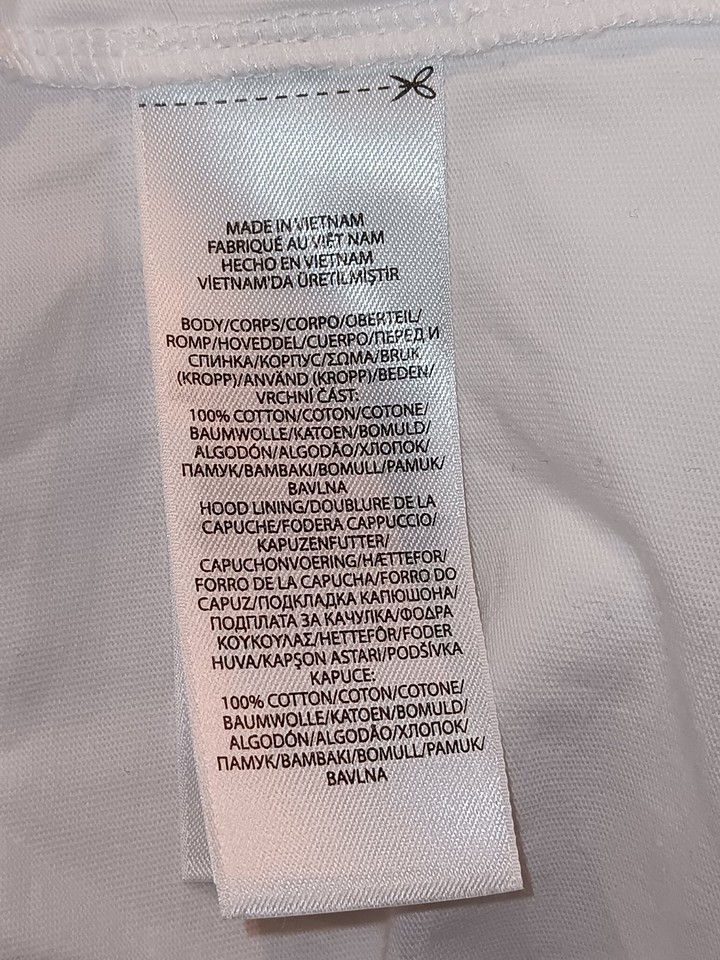 MADE IN VIETNAM
FABRIQUÉ AU VIÊT NAM
HECHO EN VIETNAM
VİETNAM'DA ÜRETİLMİŞTİR
BODY/CORPS/CORPO/OBERTEIL/
ROMP/HOVEDDEL/CUERPO/ПЕРЕД И
СПИНКА/КОРПУС/ΣΩΜΑ/BRUK
(KROPP)/ANVÄND (KROPP)/BEDEN/
VRCHNÍ ČÁST:
100% COTTON/COTON/COTONE/
BAUMWOLLE/KATOEN/BOMULD/
ALGODÓN/ALGODÃO/ХЛОПОК/
ПАМУК/ΒΑΜΒΑΚΙ/BOMULL/PAMUK/
BAVLNA
HOOD LINING/DOUBLURE DE LA
CAPUCHE/FODERA CAPPUCCIO/
KAPUZENFUTTER/
CAPUCHONVOERING/HÆTTEFOR/
FORRO DE LA CAPUCHA/FORRO DO
CAPUZ/ПОДКЛАДКА КАПЮШОНА/
ПОДПЛАТА ЗА КАЧУЛКА/ΦΟΔΡΑ
ΚΟΥΚΟΥΛΑΣ/HETTEFÔR/FODER
HUVA/KAPŞON ASTARI/PODŠÍVKA
KAPUCE:
100% COTTON/COTON/COTONE/
BAUMWOLLE/KATOEN/BOMULD/
ALGODÓN/ALGODÃO/ХЛОПОК/
ПАМУК/ΒΑΜΒΑΚΙ/BOMULL/PAMUK/
BAVLNA